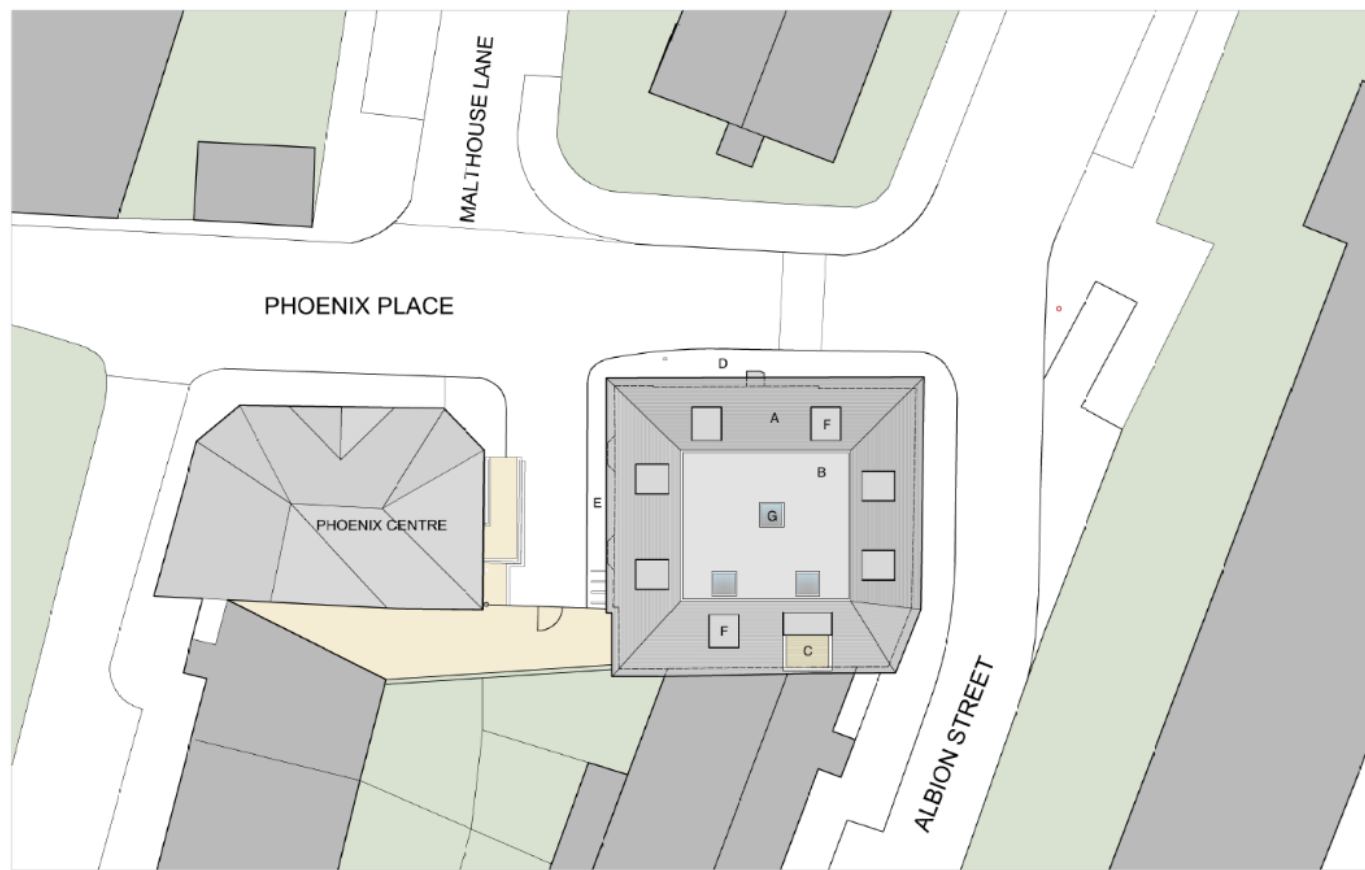 MALTHOUSE LANE
PHOENIX PLACE
D
A
F
B
E
G
PHOENIX CENTRE
F
C
ALBION STREET